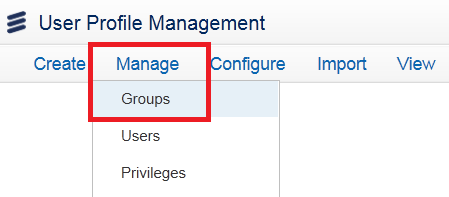 User Profile Management
Create Manage Configure Import View
Groups
Users
Privileges